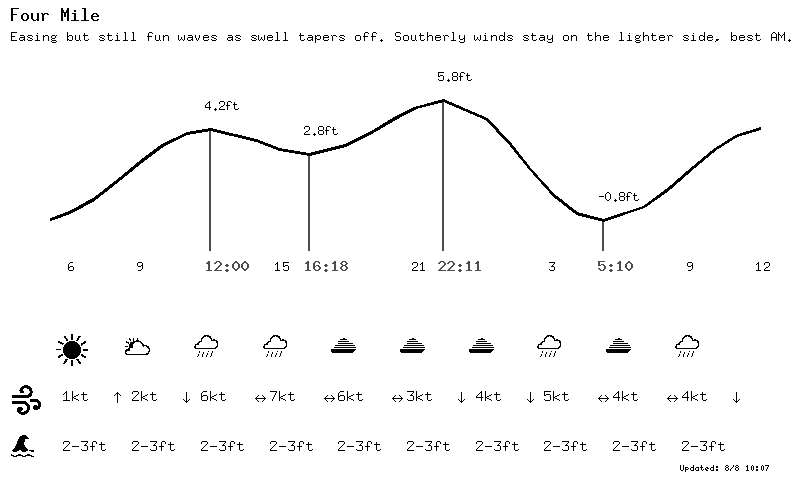 Four Mile
Easing but still fun waves as swell tapers off. Southerly winds stay on the lighter side, best AM.
5.8ft
4.2ft
2.8ft
-0.8ft
6 9 12:00 15 16:18 21 22:11 3 5:10 9 12
1kt ↑ 2kt ↓ 6kt ↔ 7kt ↔ 6kt ↔ 3kt ↓ 4kt ↓ 5kt ↔ 4kt ↔ 4kt ↓
2-3ft 2-3ft 2-3ft 2-3ft 2-3ft 2-3ft 2-3ft 2-3ft 2-3ft 2-3ft
Updated: 8/8 10:07